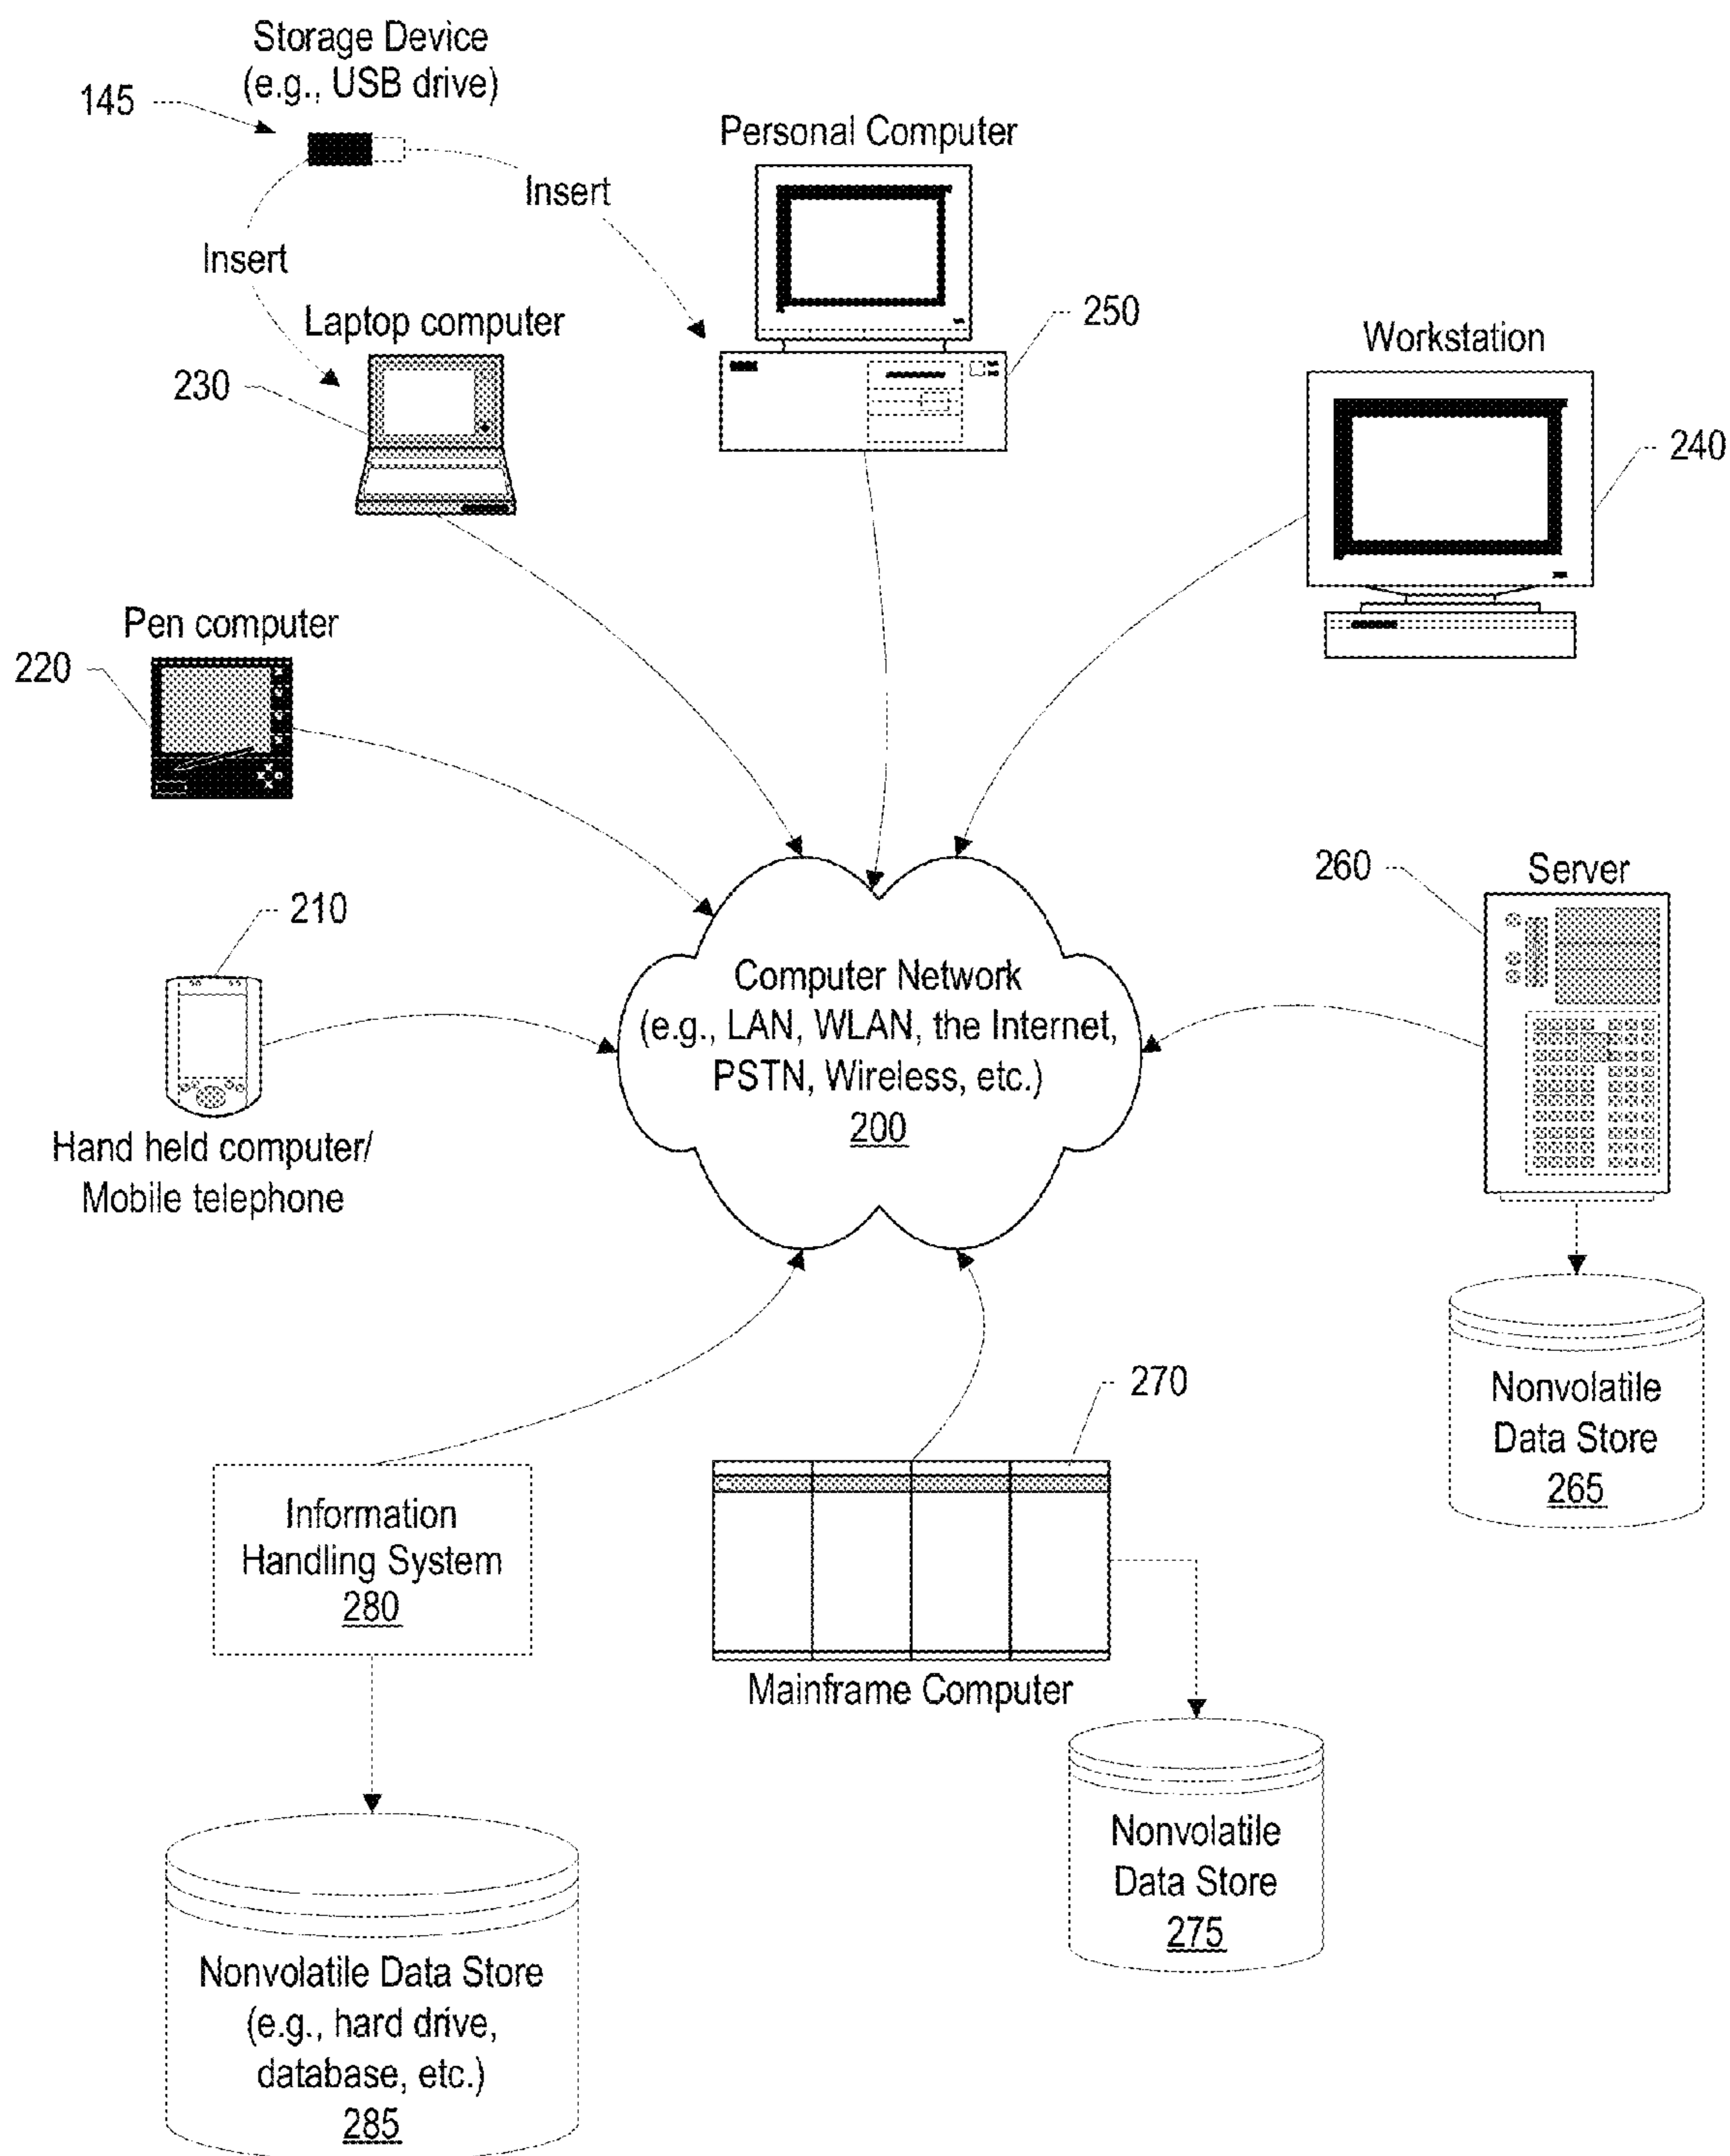 Storage Device
(e.g., USB drive)
145
Personal Computer
Insert
Insert
Laptop computer
250
Workstation
230
240
Pen computer
220
260
Server
210
Computer Network
(e.g., LAN, WLAN, the Internet,
PSTN, Wireless, etc.)
200
Hand held computer/
Mobile telephone
270
Nonvolatile
Data Store
265
Information
Handling System
280
Mainframe Computer
Nonvolatile
Data Store
275
Nonvolatile Data Store
(e.g., hard drive,
database, etc.)
285